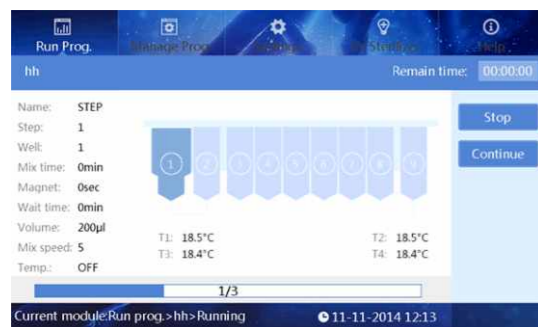 Run Prog.
Manage Prog.
Help
hh
Remain time: 00:00:00
Name: STEP
Step: 1
Well: 1
Mix time: 0min
Magnet: 0sec
Wait time: 0min
Volume: 200μl
Mix speed: 5
Temp.: OFF
1 2 3 4 5 6 7 8 9
T1: 18.5°C
T2: 18.5°C
T3: 18.4°C
T4: 18.4°C
Stop
Continue
1/3
Current module:Run prog.>hh>Running
11-11-2014 12:13